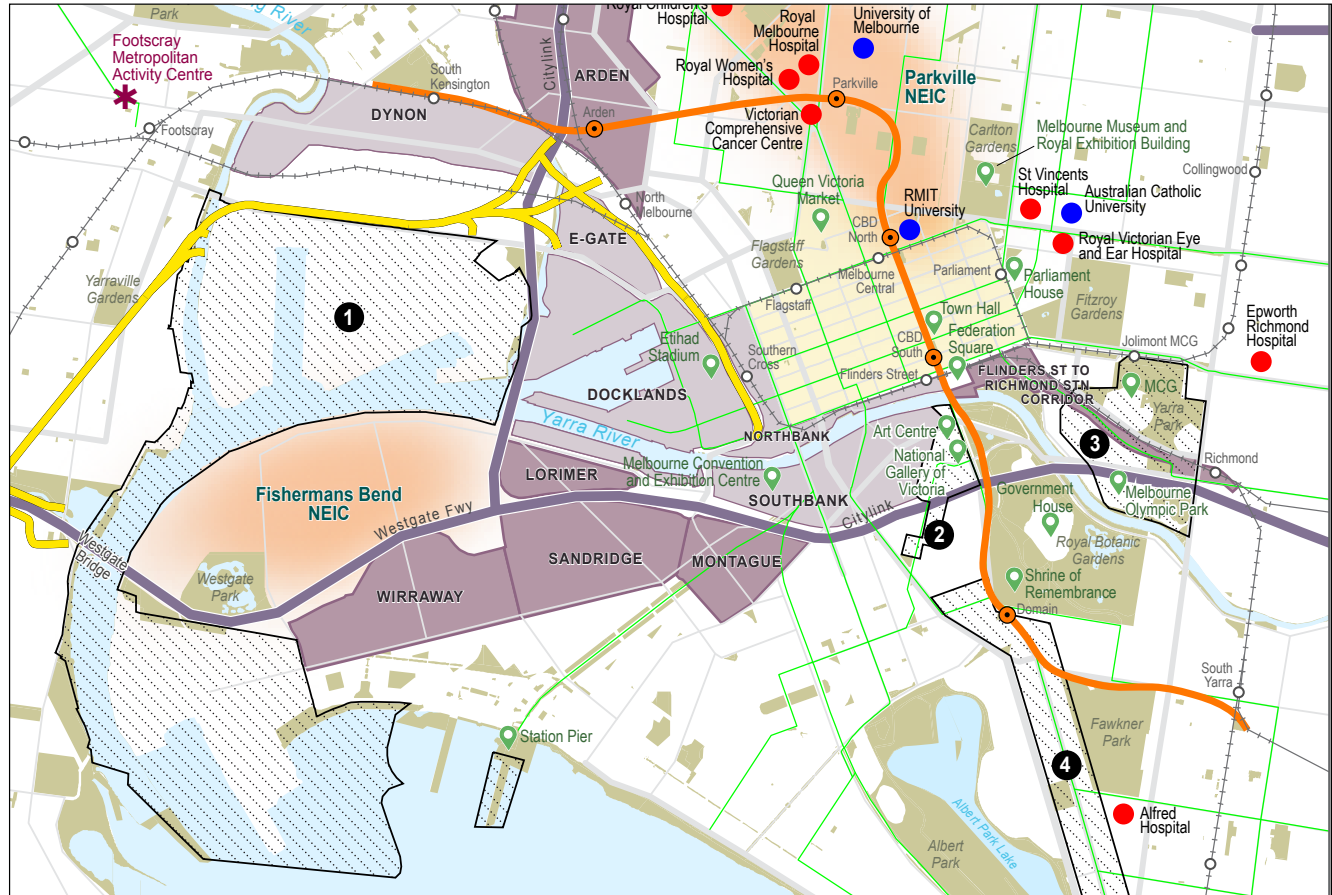 Park
ng River
Royal Children's
Hospital
Royal
Melbourne
Hospital
University of
Melbourne
Footscray
Metropolitan
Activity Centre
South
Kensington
Citylink
ARDEN
Royal Women's
Hospital
Parkville
Parkville
NEIC
DYNON
Arden
Victorian
Comprehensive
Cancer Centre
Footscray
Carlton
Gardens
Melbourne Museum and
Royal Exhibition Building
Collingwood
St Vincents
Hospital
Australian Catholic
University
Queen Victoria
Market
RMIT
University
North
Melbourne
CBD
North
E-GATE
Flagstaff
Gardens
Melbourne
Central
Parliament
Royal Victorian Eye
and Ear Hospital
Yarraville
Gardens
Flagstaff
Parliament
House
Fitzroy
Gardens
1
Town Hall
Epworth
Richmond
Hospital
Etihad
Stadium
CBD
South
Federation
Square
Jolimont MCG
Southern
Cross
Flinders Street
FLINDERS ST TO
RICHMOND STN
CORRIDOR
DOCKLANDS
MCG
Yarra
Park
Yarra River
NORTHBANK
Art Centre
3
National
Gallery of
Victoria
LORIMER
Melbourne Convention
and Exhibition Centre
Richmond
Fishermans Bend
NEIC
SOUTHBANK
Government
House
Melbourne
Olympic Park
Westgate Fwy
Citylink
2
Westgate
Bridge
Royal Botanic
Gardens
SANDRIDGE
MONTAGUE
Westgate
Park
Shrine of
Remembrance
WIRRAWAY
Domain
South
Yarra
Fawkner
Park
Station Pier
4
Albert Park Lake
Alfred
Hospital
Albert
Park